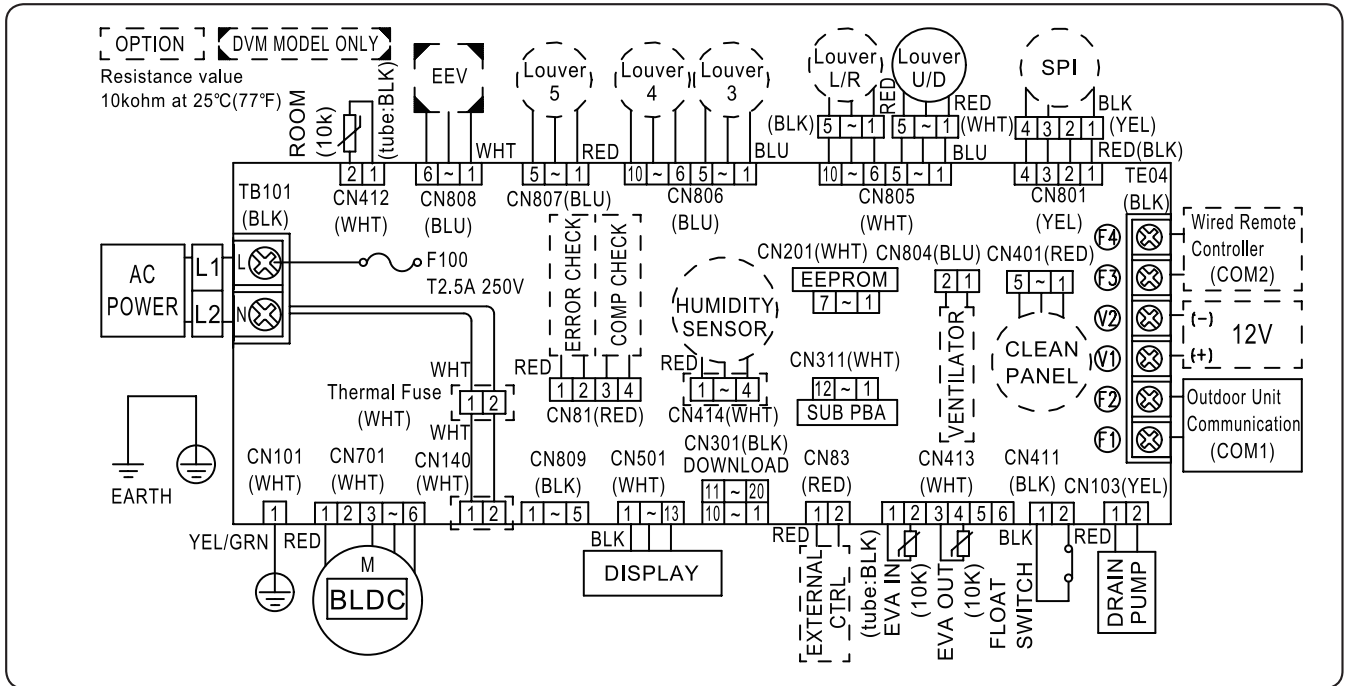 OPTION
DVM MODEL ONLY
Resistance value
10kohm at 25℃(77℉)
ROOM
(10k)
(tube:BLK)
EEV
Louver
5
Louver
4
Louver
3
Louver
L/R
Louver
U/D
SPI
WHT
RED
BLU
(BLK)
5 ~ 1
RED
5 ~ 1
RED
(WHT)
BLU
4 3 2 1
BLK
(YEL)
RED(BLK)
2 1
CN412
(WHT)
6 ~ 1
CN808
(BLU)
5 ~ 1
CN807(BLU)
10 ~ 6 5 ~ 1
CN806
(BLU)
10 ~ 6 5 ~ 1
CN805
(WHT)
4 3 2 1
CN801
(YEL)
TE04
(BLK)
TB101
(BLK)
AC
POWER
L1
L2
L
N
F100
T2.5A 250V
ERROR CHECK
COMP CHECK
RED
1 2 3 4
CN81(RED)
HUMIDITY
SENSOR
RED
1 ~ 4
CN414(WHT)
CN201(WHT)
EEPROM
7 ~ 1
CN311(WHT)
12 ~ 1
SUB PBA
CN804(BLU)
2 1
VENTILATOR
CN401(RED)
5 ~ 1
CLEAN
PANEL
F4
F3
V2
V1
F2
F1
Wired Remote
Controller
(COM2)
(-)
12V
(+)
Outdoor Unit
Communication
(COM1)
WHT
Thermal Fuse
(WHT)
1 2
WHT
EARTH
CN101
(WHT)
1
YEL/GRN
CN701
(WHT)
1 2 3 ~ 6
RED
M
BLDC
CN140
(WHT)
1 2
CN809
(BLK)
1 ~ 5
CN501
(WHT)
1 ~ 13
BLK
DISPLAY
CN301(BLK)
DOWNLOAD
11 ~ 20
10 ~ 1
CN83
(RED)
1 2
RED
EXTERNAL
CTRL
CN413
(WHT)
1 2 3 4 5 6
(tube:BLK)
EVA IN
(10K)
EVA OUT
(10K)
FLOAT
SWITCH
CN411
(BLK)
1 2
BLK
CN103(YEL)
1 2
RED
DRAIN
PUMP